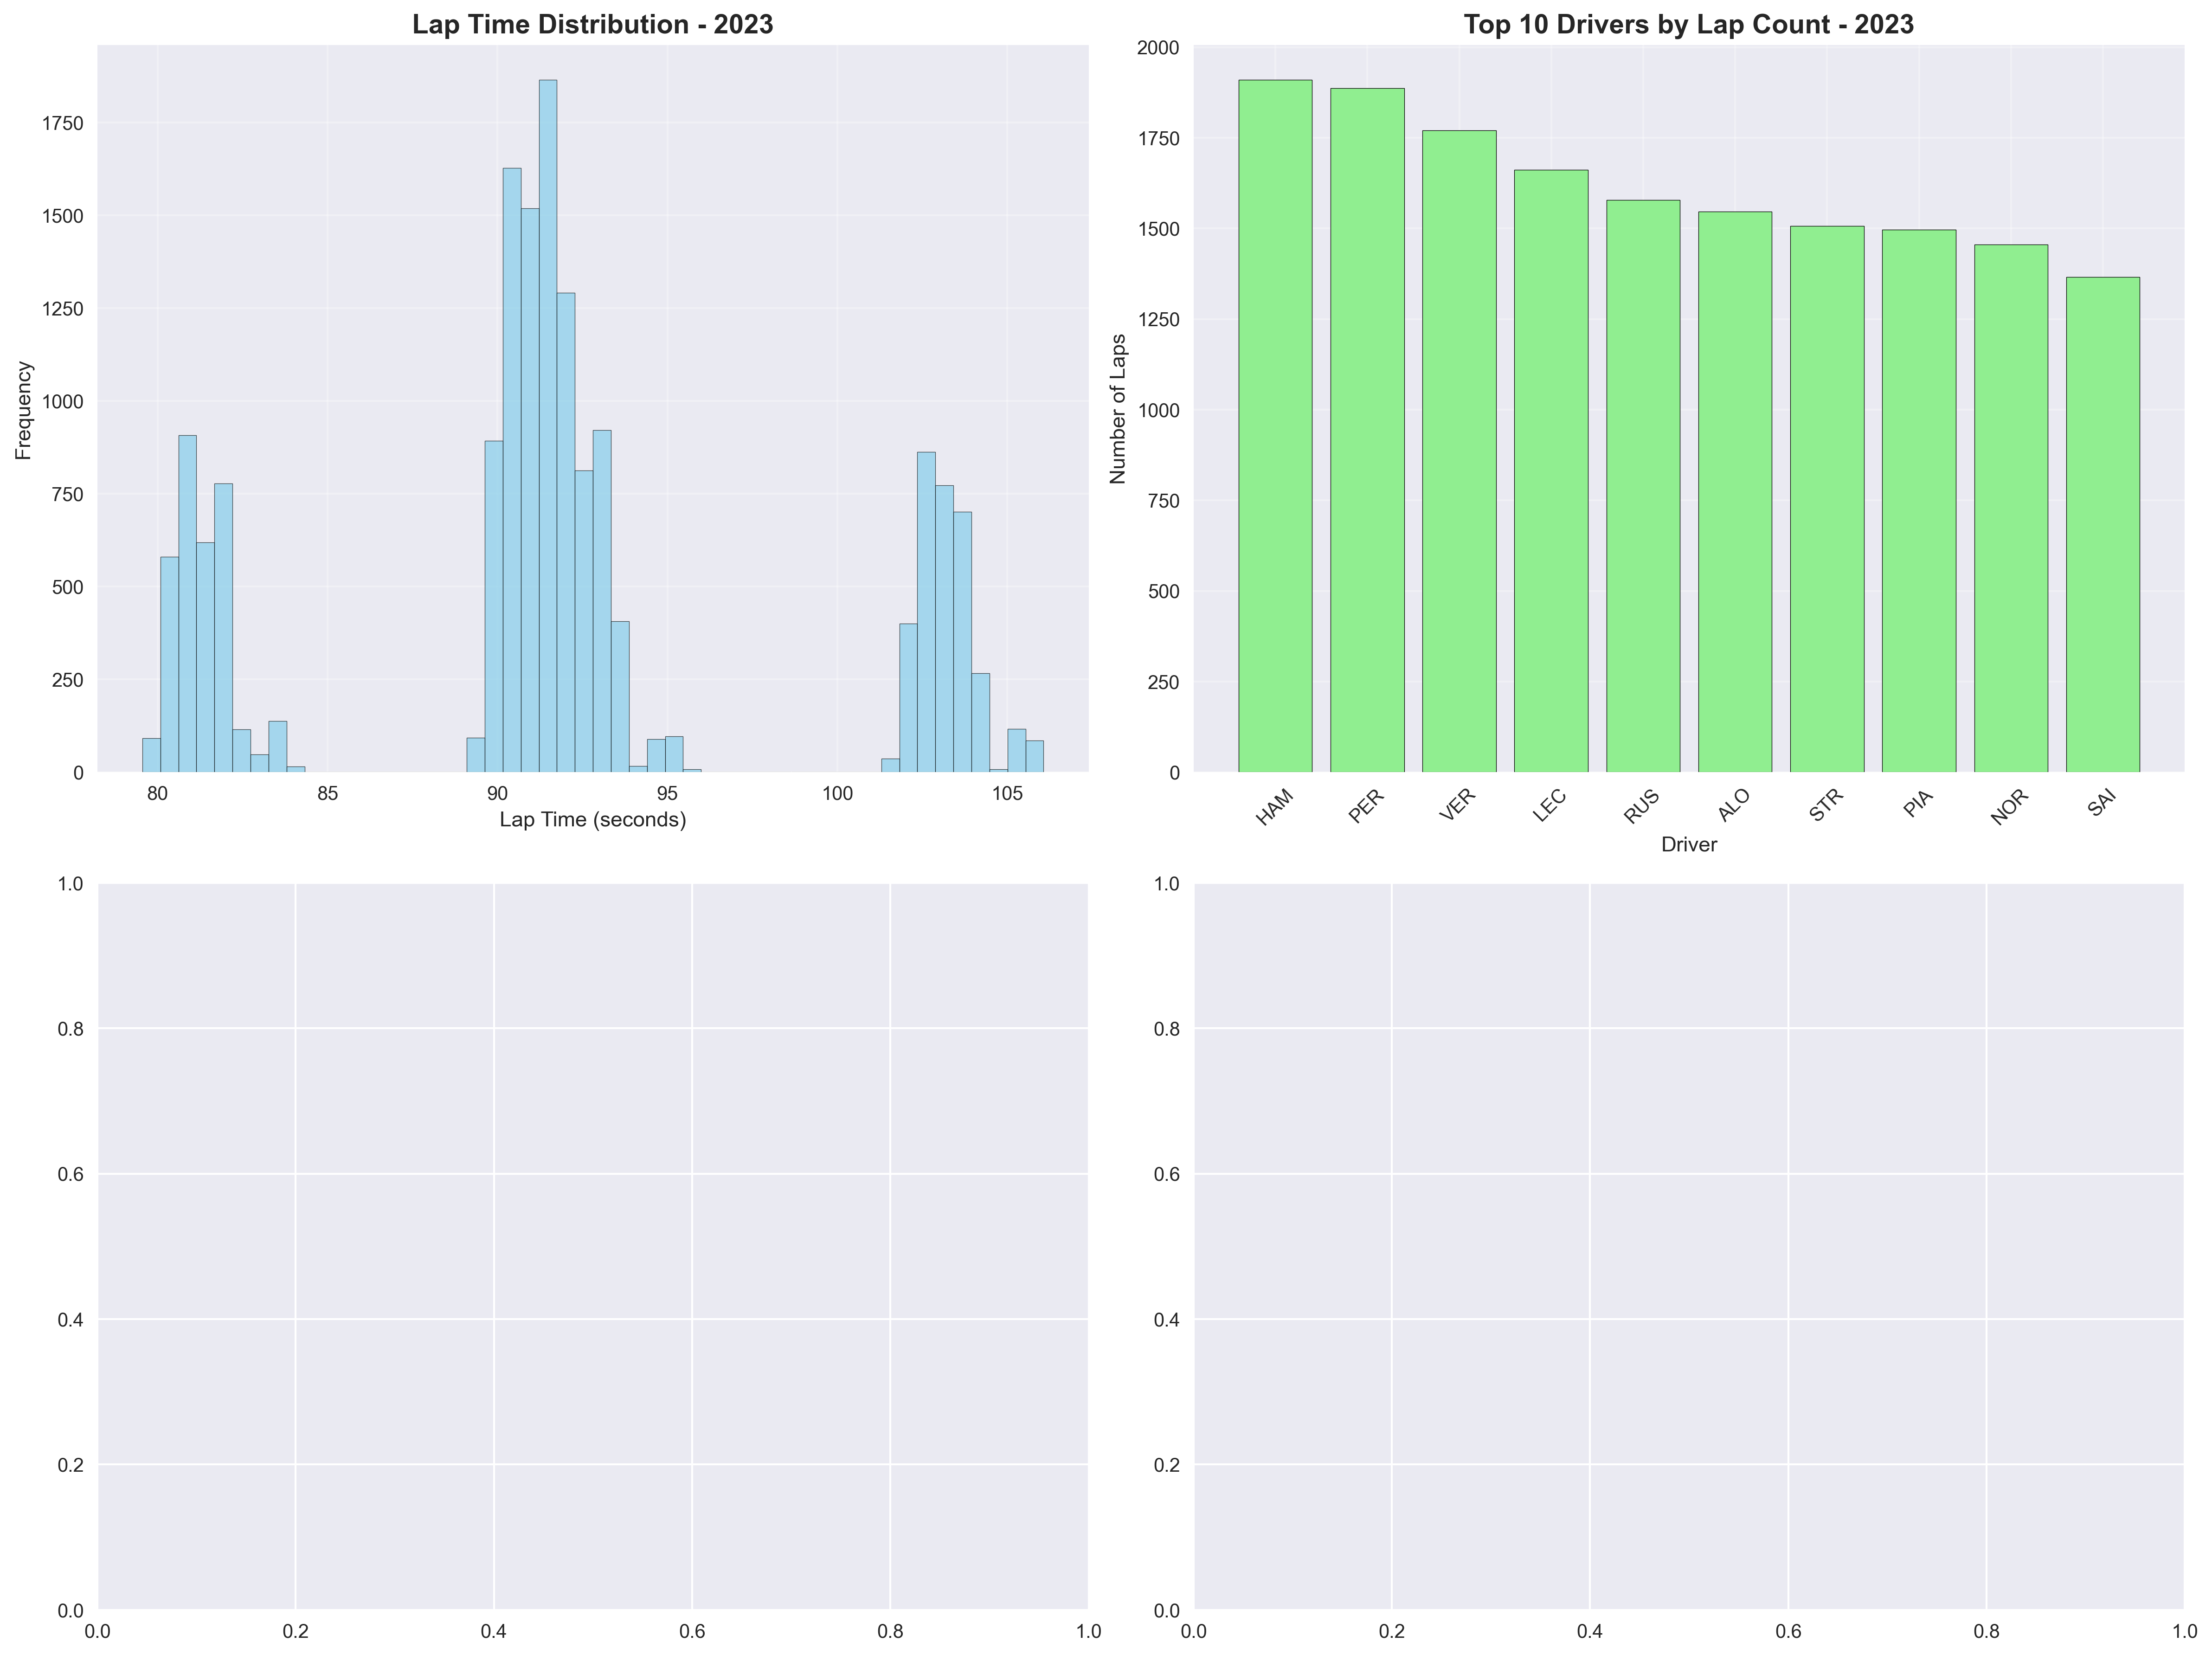 Lap Time Distribution - 2023
1750
1500
1250
1000
750
500
250
0
Frequency
80 85 90 95 100 105
Lap Time (seconds)
Top 10 Drivers by Lap Count - 2023
2000
1750
1500
1250
1000
750
500
250
0
Number of Laps
HAM PER VER LEC RUS ALO STR PIA NOR SAI
Driver
1.0
0.8
0.6
0.4
0.2
0.0
0.0 0.2 0.4 0.6 0.8 1.0
1.0
0.8
0.6
0.4
0.2
0.0
0.0 0.2 0.4 0.6 0.8 1.0